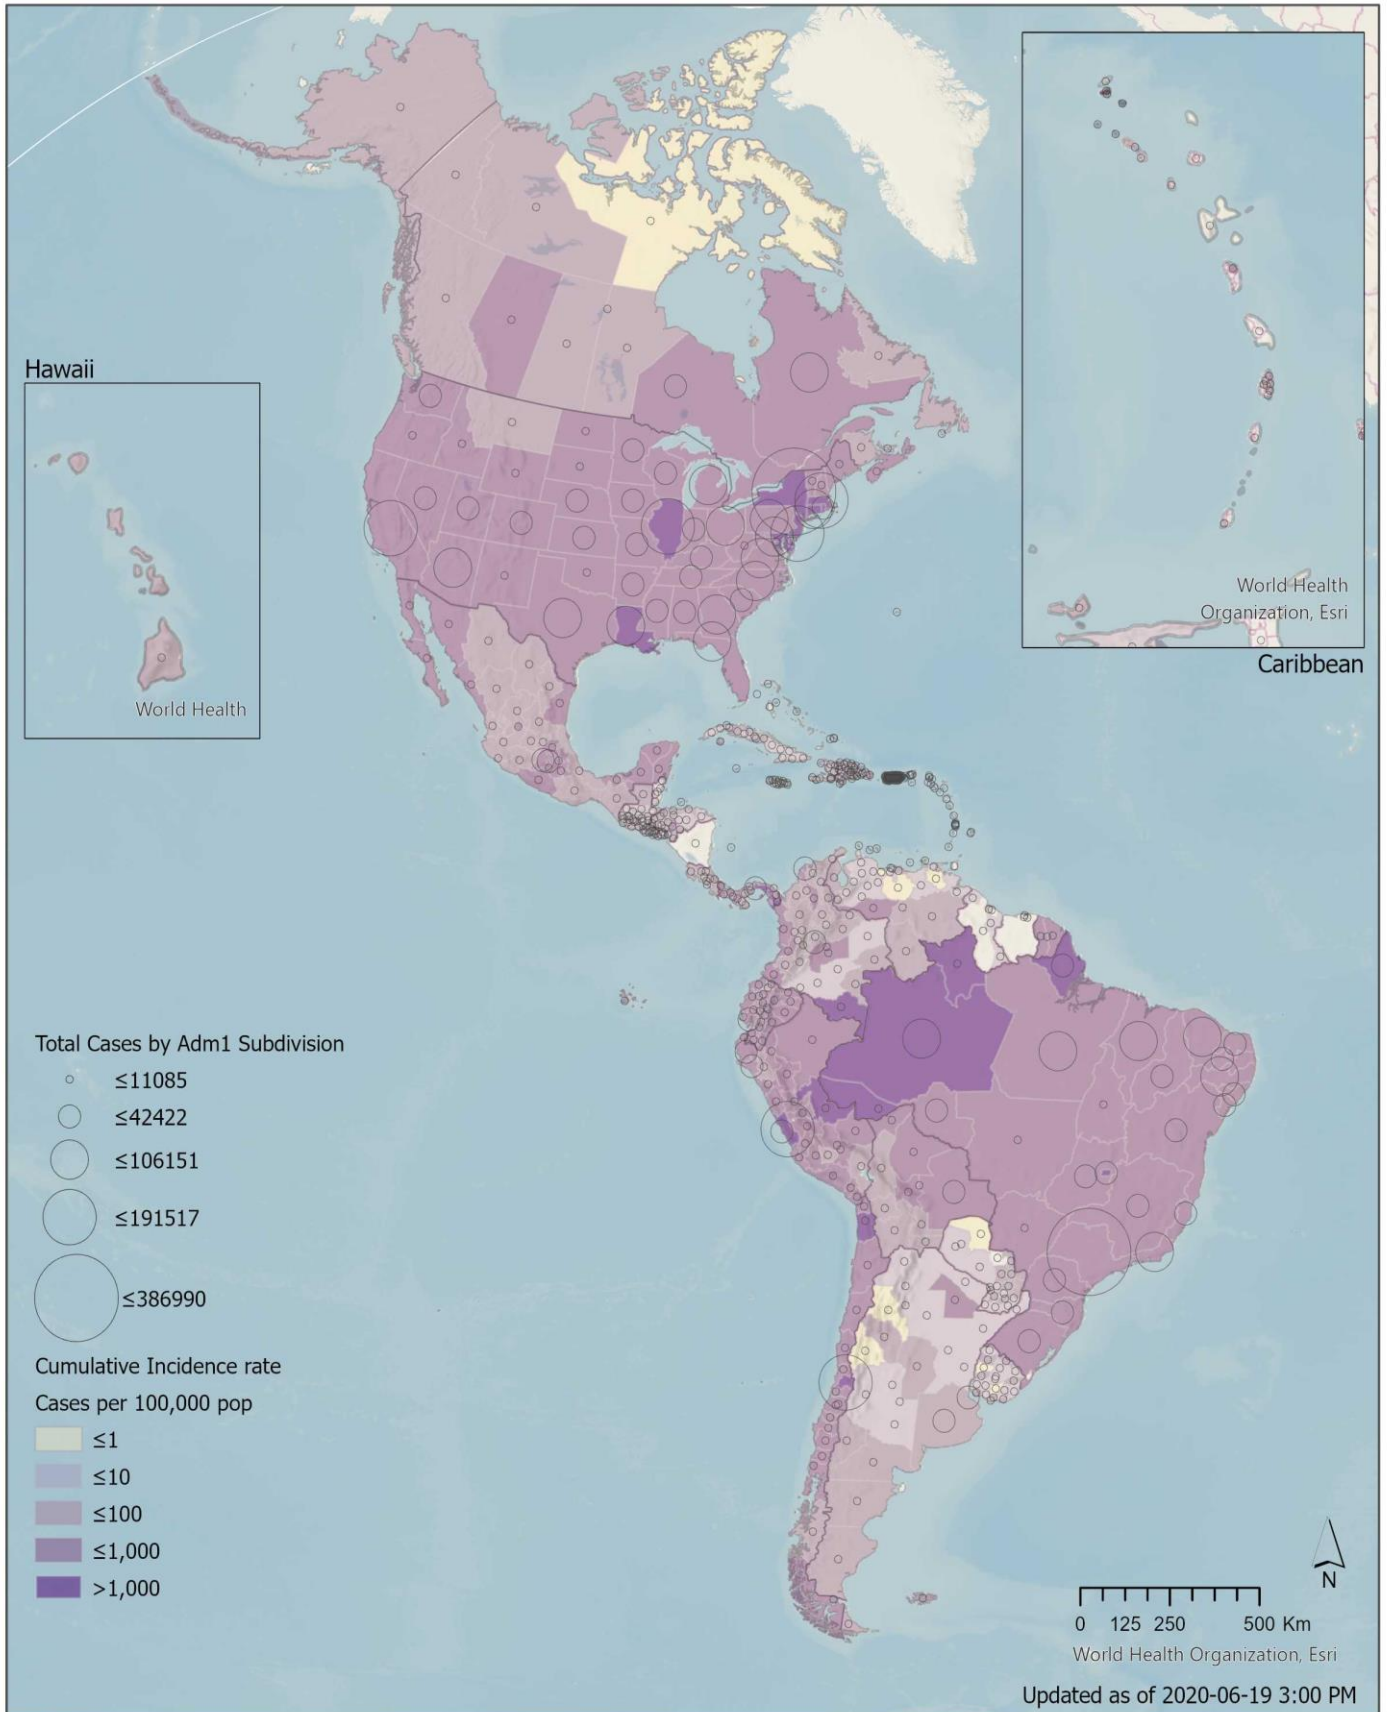 Hawaii
World Health
World Health
Organization, Esri
Caribbean
Total Cases by Adm1 Subdivision
≤11085
≤42422
≤106151
≤191517
≤386990
Cumulative Incidence rate
Cases per 100,000 pop
≤1
≤10
≤100
≤1,000
>1,000
N
0 125 250 500 Km
World Health Organization, Esri
Updated as of 2020-06-19 3:00 PM